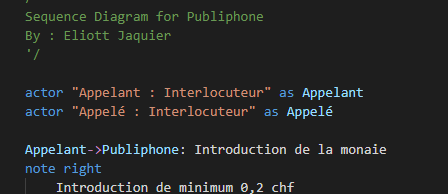 Sequence Diagram for Publiphone
By : Eliott Jaquier
'/
actor "Appelant : Interlocuteur" as Appelant
actor "Appelé : Interlocuteur" as Appelé
Appelant->Publiphone: Introduction de la monaie
note right
Introduction de minimum 0,2 chf